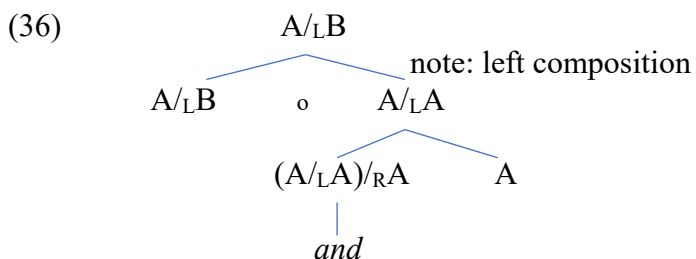 (36) A/LB
note: left composition
A/LB o A/LA
(A/LA)/RA A
and